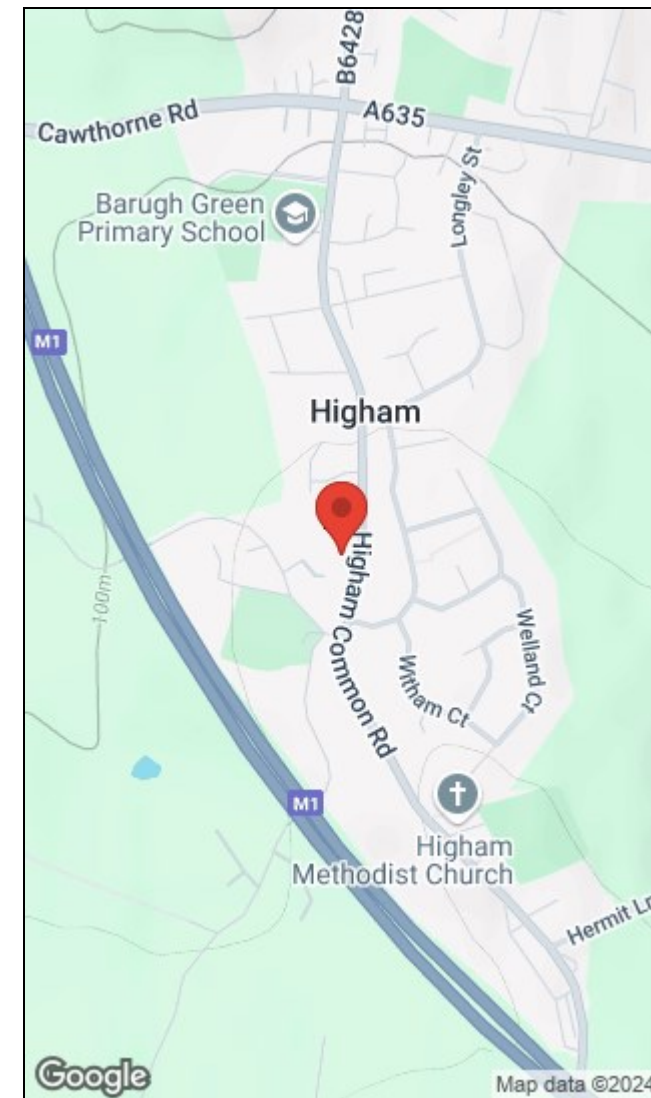 B6428
Cawthorne Rd
A635
Longley St
Barugh Green
Primary School
M1
Higham
Higham Common Rd
100m
Welland Ct
Witham Ct
M1
Higham
Methodist Church
Hermit Ln
Google
Map data ©2024